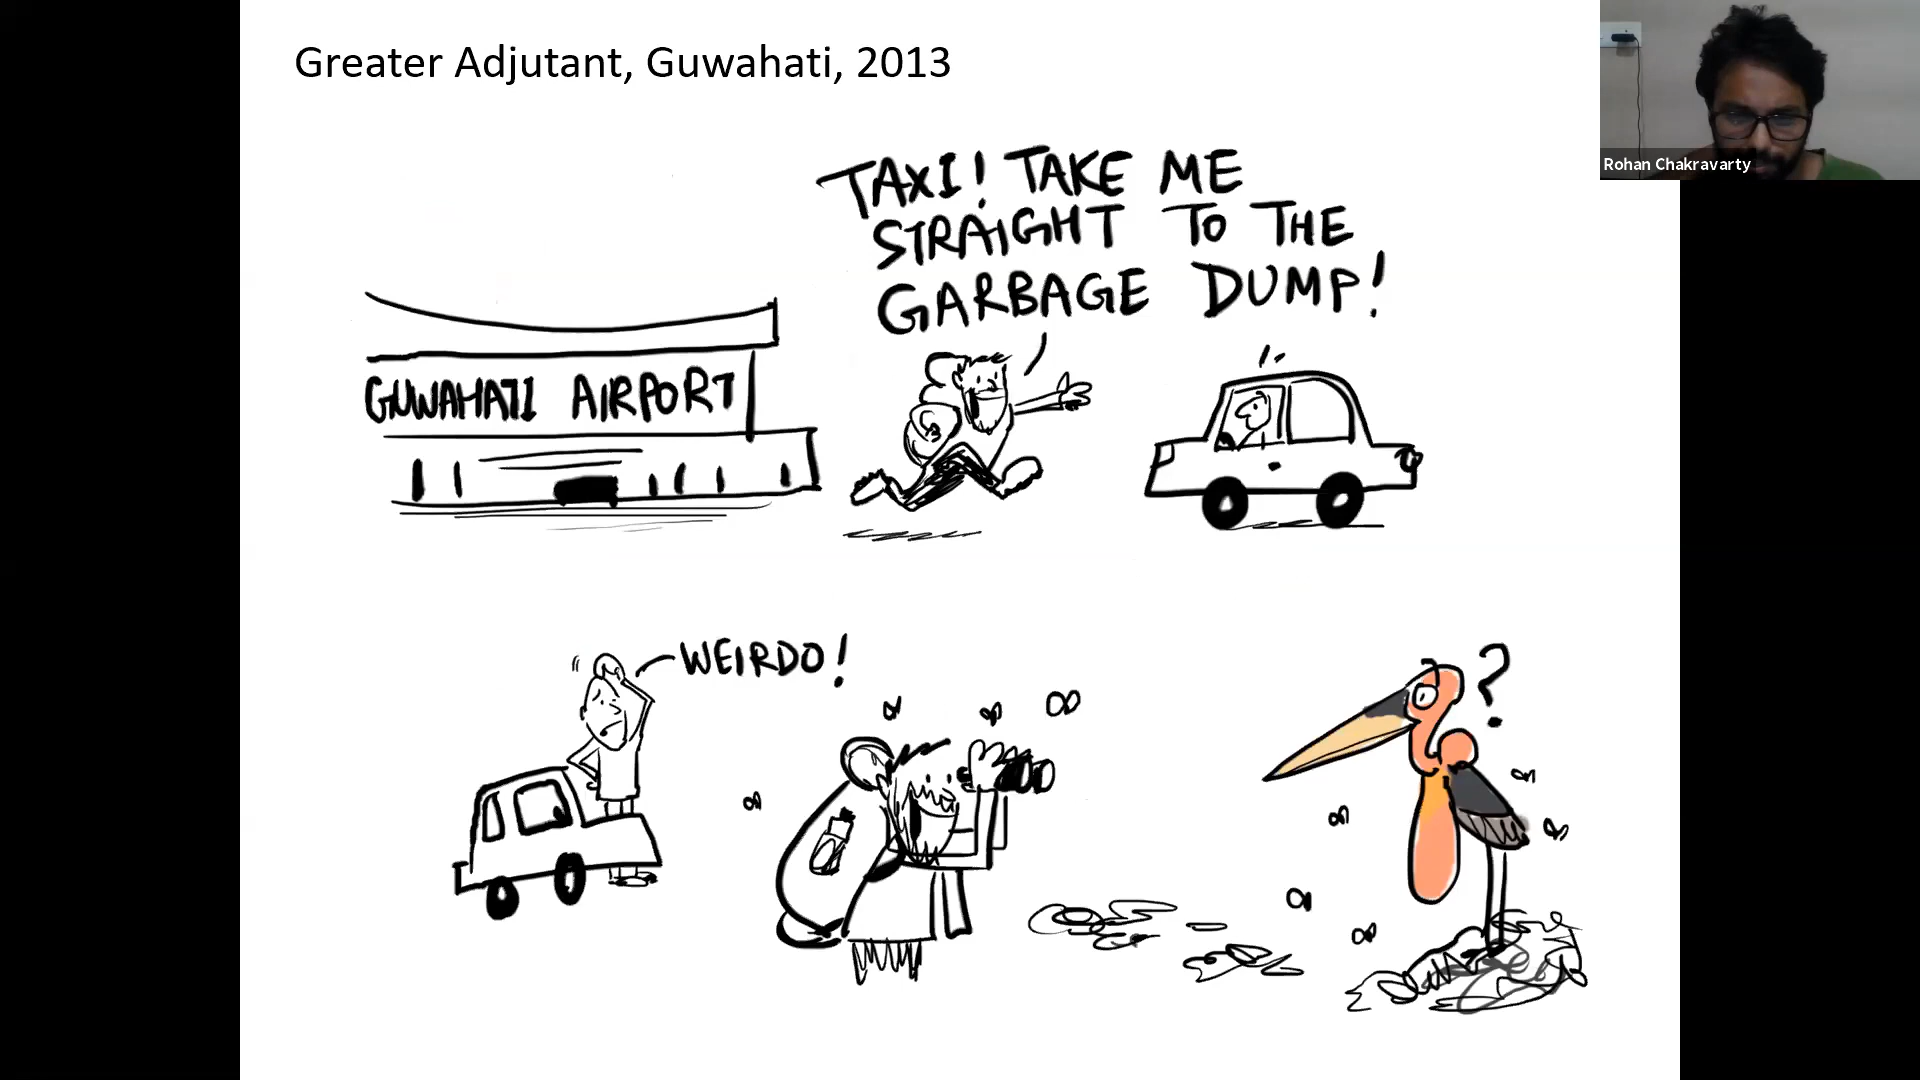 Greater Adjutant, Guwahati, 2013
Rohan Chakravarty
TAXI! TAKE ME
STRAIGHT TO THE
GARBAGE DUMP!
GUWAHATI AIRPORT
WEIRDO!
?